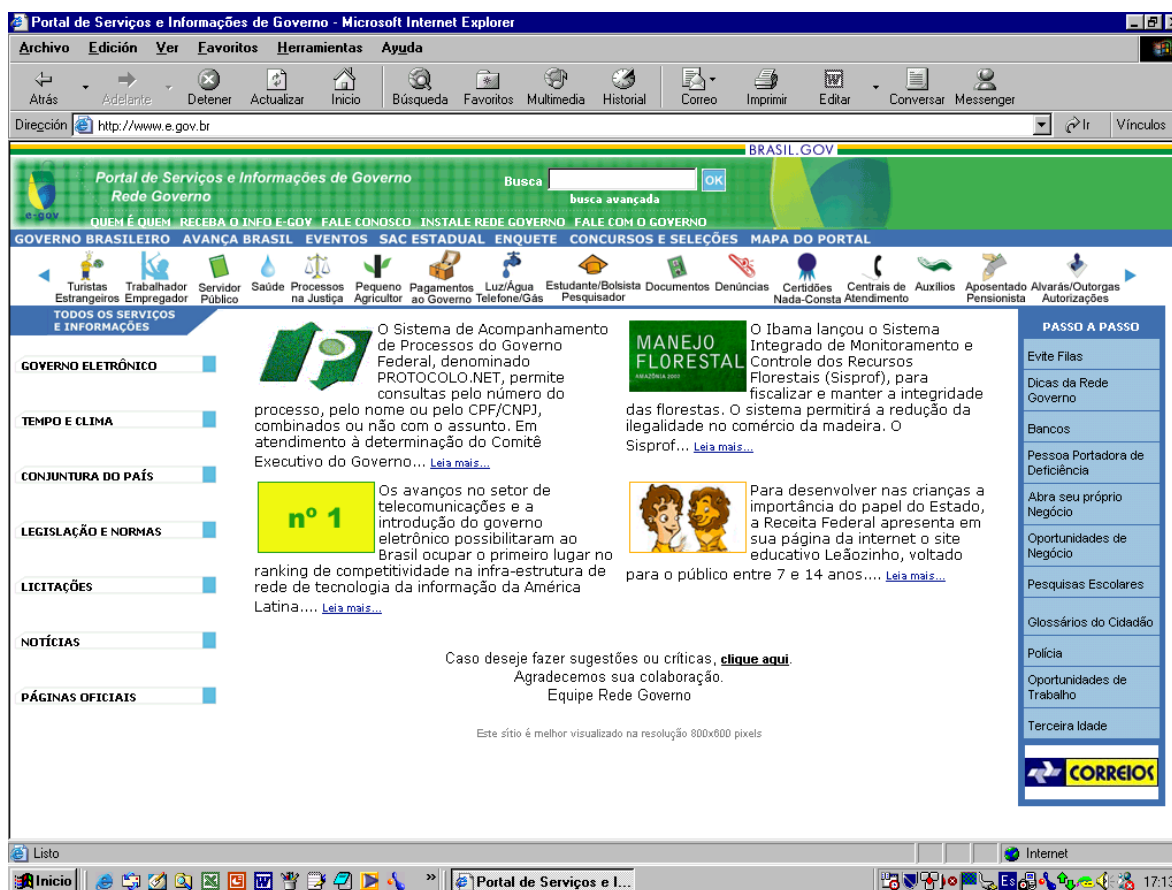 Portal de Serviços e Informações de Governo - Microsoft Internet Explorer
Archivo Edición Ver Favoritos Herramientas Ayuda
Atrás Adelante Detener Actualizar Inicio Búsqueda Favoritos Multimedia Historial Correo Imprimir Editar Conversar Messenger
Dirección http://www.e.gov.br Ir Vínculos
BRASIL.GOV
Portal de Serviços e Informações de Governo
Rede Governo
Busca OK
busca avançada
e-gov
QUEM É QUEM RECEBA O INFO E-GOV FALE CONOSCO INSTALE REDE GOVERNO FALE COM O GOVERNO
GOVERNO BRASILEIRO AVANÇA BRASIL EVENTOS SAC ESTADUAL ENQUETE CONCURSOS E SELEÇÕES MAPA DO PORTAL
Turistas Estrangeiros
Trabalhador Empregador
Servidor Público
Saúde
Processos na Justiça
Pequeno Agricultor
Pagamentos ao Governo
Luz/Água Telefone/Gás
Estudante/Bolsista Pesquisador
Documentos
Denúncias
Certidões Nada-Consta
Centrais de Atendimento
Auxílios
Aposentado Pensionista
Alvarás/Outorgas Autorizações
TODOS OS SERVIÇOS
E INFORMAÇÕES
GOVERNO ELETRÔNICO
TEMPO E CLIMA
CONJUNTURA DO PAÍS
LEGISLAÇÃO E NORMAS
LICITAÇÕES
NOTÍCIAS
PÁGINAS OFICIAIS
O Sistema de Acompanhamento
de Processos do Governo
Federal, denominado
PROTOCOLO.NET, permite
consultas pelo número do
processo, pelo nome ou pelo CPF/CNPJ,
combinados ou não com o assunto. Em
atendimento à determinação do Comitê
Executivo do Governo... Leia mais...
MANEJO
FLORESTAL
AMAZÔNIA 2002
O Ibama lançou o Sistema
Integrado de Monitoramento e
Controle dos Recursos
Florestais (Sisprof), para
fiscalizar e manter a integridade
das florestas. O sistema permitirá a redução da
ilegalidade no comércio da madeira. O
Sisprof... Leia mais...
nº 1
Os avanços no setor de
telecomunicações e a
introdução do governo
eletrônico possibilitaram ao
Brasil ocupar o primeiro lugar no
ranking de competitividade na infra-estrutura de
rede de tecnologia da informação da América
Latina.... Leia mais...
Para desenvolver nas crianças a
importância do papel do Estado,
a Receita Federal apresenta em
sua página da internet o site
educativo Leãozinho, voltado
para o público entre 7 e 14 anos.... Leia mais...
Caso deseje fazer sugestões ou críticas, clique aqui.
Agradecemos sua colaboração.
Equipe Rede Governo
Este sítio é melhor visualizado na resolução 800x600 pixels
PASSO A PASSO
Evite Filas
Dicas da Rede
Governo
Bancos
Pessoa Portadora de
Deficiência
Abra seu próprio
Negócio
Oportunidades de
Negócio
Pesquisas Escolares
Glossários do Cidadão
Polícia
Oportunidades de
Trabalho
Terceira Idade
CORREIOS
Listo Internet
Inicio Portal de Serviços e I... Es 17:13